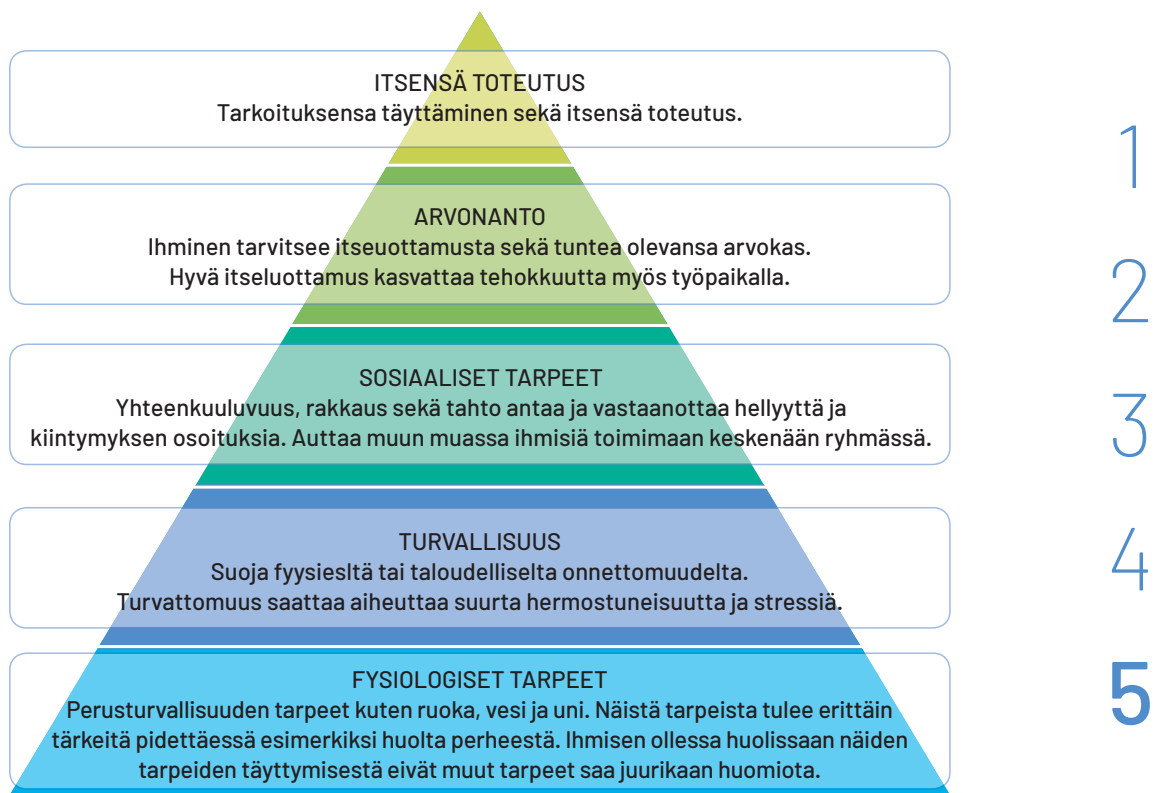 ITSENSÄ TOTEUTUS
Tarkoituksensa täyttäminen sekä itsensä toteutus.
ARVONANTO
Ihminen tarvitsee itseuottamusta sekä tuntea olevansa arvokas.
Hyvä itseluottamus kasvattaa tehokkuutta myös työpaikalla.
SOSIAALISET TARPEET
Yhteenkuuluvuus, rakkaus sekä tahto antaa ja vastaanottaa hellyyttä ja
kiintymyksen osoituksia. Auttaa muun muassa ihmisiä toimimaan keskenään ryhmässä.
TURVALLISUUS
Suoja fyysiesltä tai taloudelliselta onnettomuudelta.
Turvattomuus saattaa aiheuttaa suurta hermostuneisuutta ja stressiä.
FYSIOLOGISET TARPEET
Perusturvallisuuden tarpeet kuten ruoka, vesi ja uni. Näistä tarpeista tulee erittäin
tärkeitä pidettäessä esimerkiksi huolta perheestä. Ihmisen ollessa huolissaan näiden
tarpeiden täyttymisestä eivät muut tarpeet saa juurikaan huomiota.
1
2
3
4
5